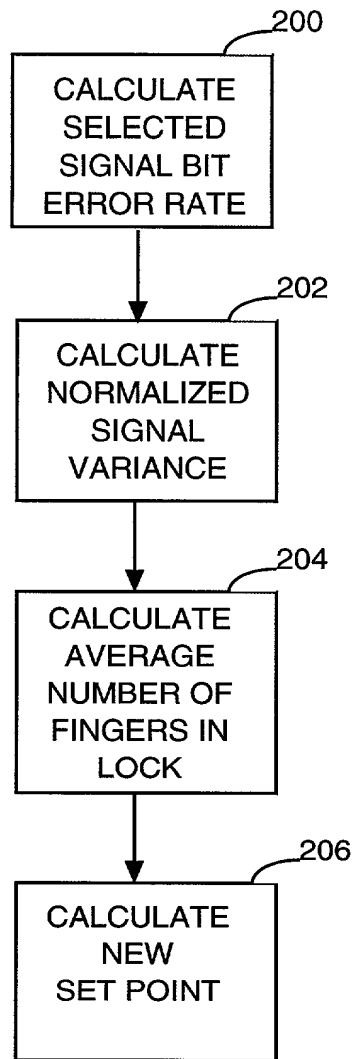 200
CALCULATE
SELECTED
SIGNAL BIT
ERROR RATE
202
CALCULATE
NORMALIZED
SIGNAL
VARIANCE
204
CALCULATE
AVERAGE
NUMBER OF
FINGERS IN
LOCK
206
CALCULATE
NEW
SET POINT